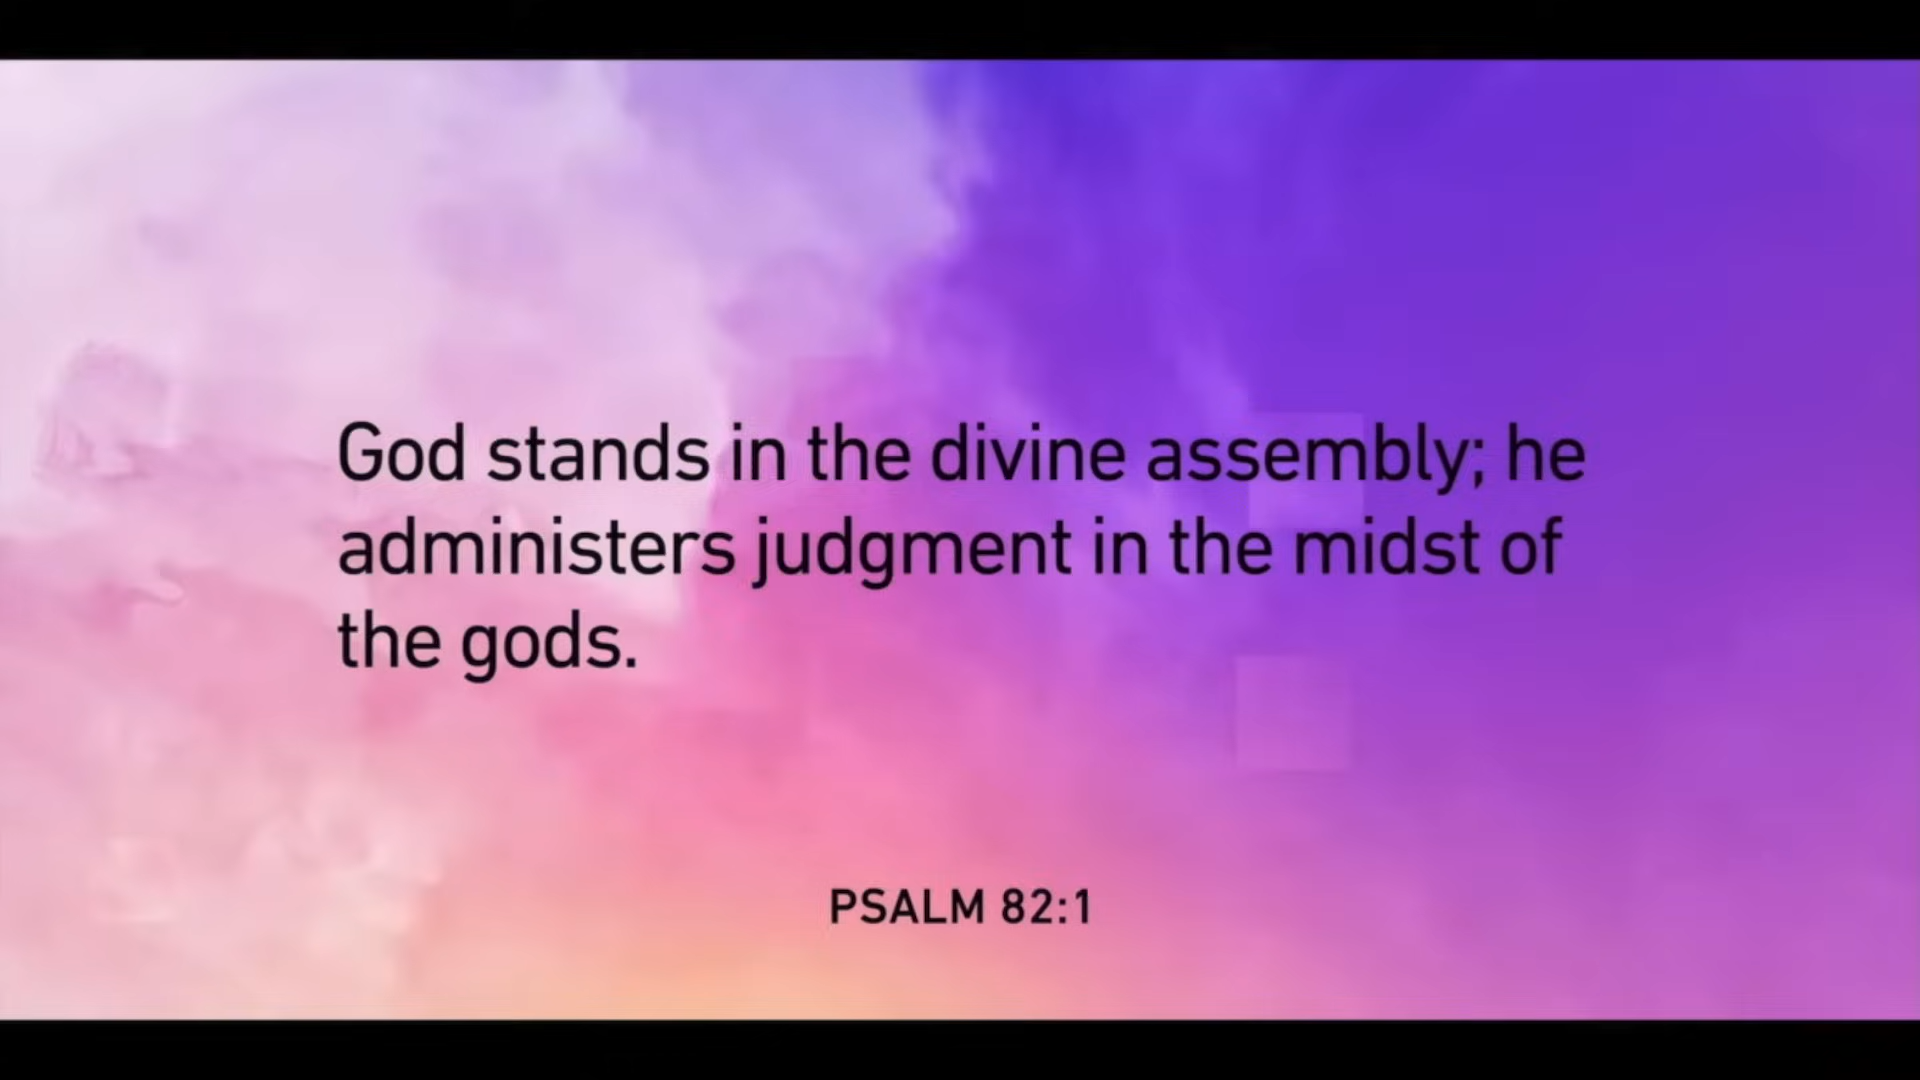 God stands in the divine assembly; he
administers judgment in the midst of
the gods.
PSALM 82:1